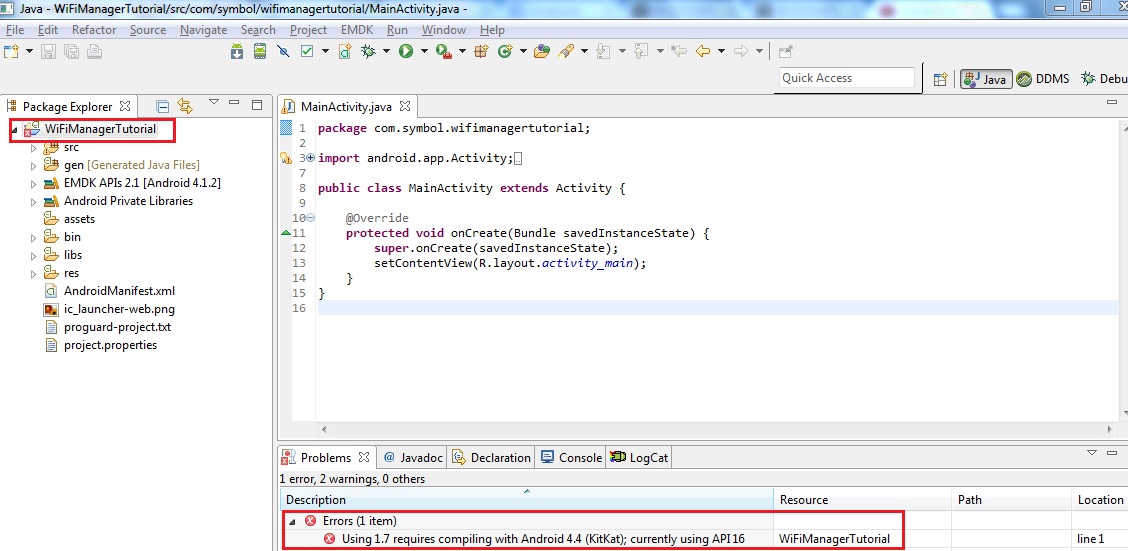 Java - WiFiManagerTutorial/src/com/symbol/wifimanagertutorial/MainActivity.java -
File Edit Refactor Source Navigate Search Project EMDK Run Window Help
Quick Access
Java
DDMS
Debu
Package Explorer
WiFiManagerTutorial
src
gen [Generated Java Files]
EMDK APIs 2.1 [Android 4.1.2]
Android Private Libraries
assets
bin
libs
res
AndroidManifest.xml
ic_launcher-web.png
proguard-project.txt
project.properties
MainActivity.java
1 package com.symbol.wifimanagertutorial;
2
3 import android.app.Activity;
7
8 public class MainActivity extends Activity {
9
10 @Override
11 protected void onCreate(Bundle savedInstanceState) {
12 super.onCreate(savedInstanceState);
13 setContentView(R.layout.activity_main);
14 }
15 }
16
Problems @ Javadoc Declaration Console LogCat
1 error, 2 warnings, 0 others
Description Resource Path Location
Errors (1 item)
Using 1.7 requires compiling with Android 4.4 (KitKat); currently using API 16 WiFiManagerTutorial line 1